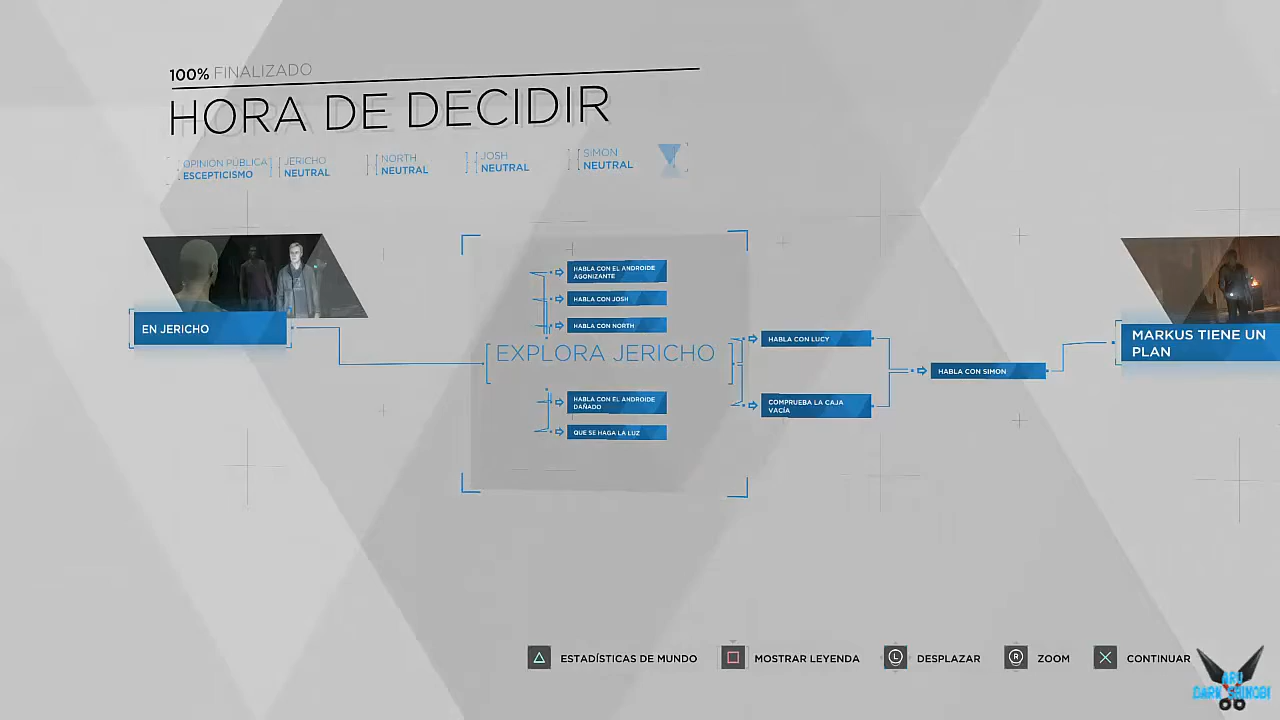 100% FINALIZADO
HORA DE DECIDIR
OPINIÓN PÚBLICA
ESCEPTICISMO
JERICHO
NEUTRAL
NORTH
NEUTRAL
JOSH
NEUTRAL
SIMON
NEUTRAL
EN JERICHO
HABLA CON EL ANDROIDE
AGONIZANTE
HABLA CON JOSH
HABLA CON NORTH
EXPLORA JERICHO
HABLA CON EL ANDROIDE
DAÑADO
QUE SE HAGA LA LUZ
HABLA CON LUCY
COMPRUEBA LA CAJA
VACÍA
HABLA CON SIMON
MARKUS TIENE UN
PLAN
ESTADÍSTICAS DE MUNDO
MOSTRAR LEYENDA
L DESPLAZAR
R ZOOM
CONTINUAR
ARU
DARK SHINOBI